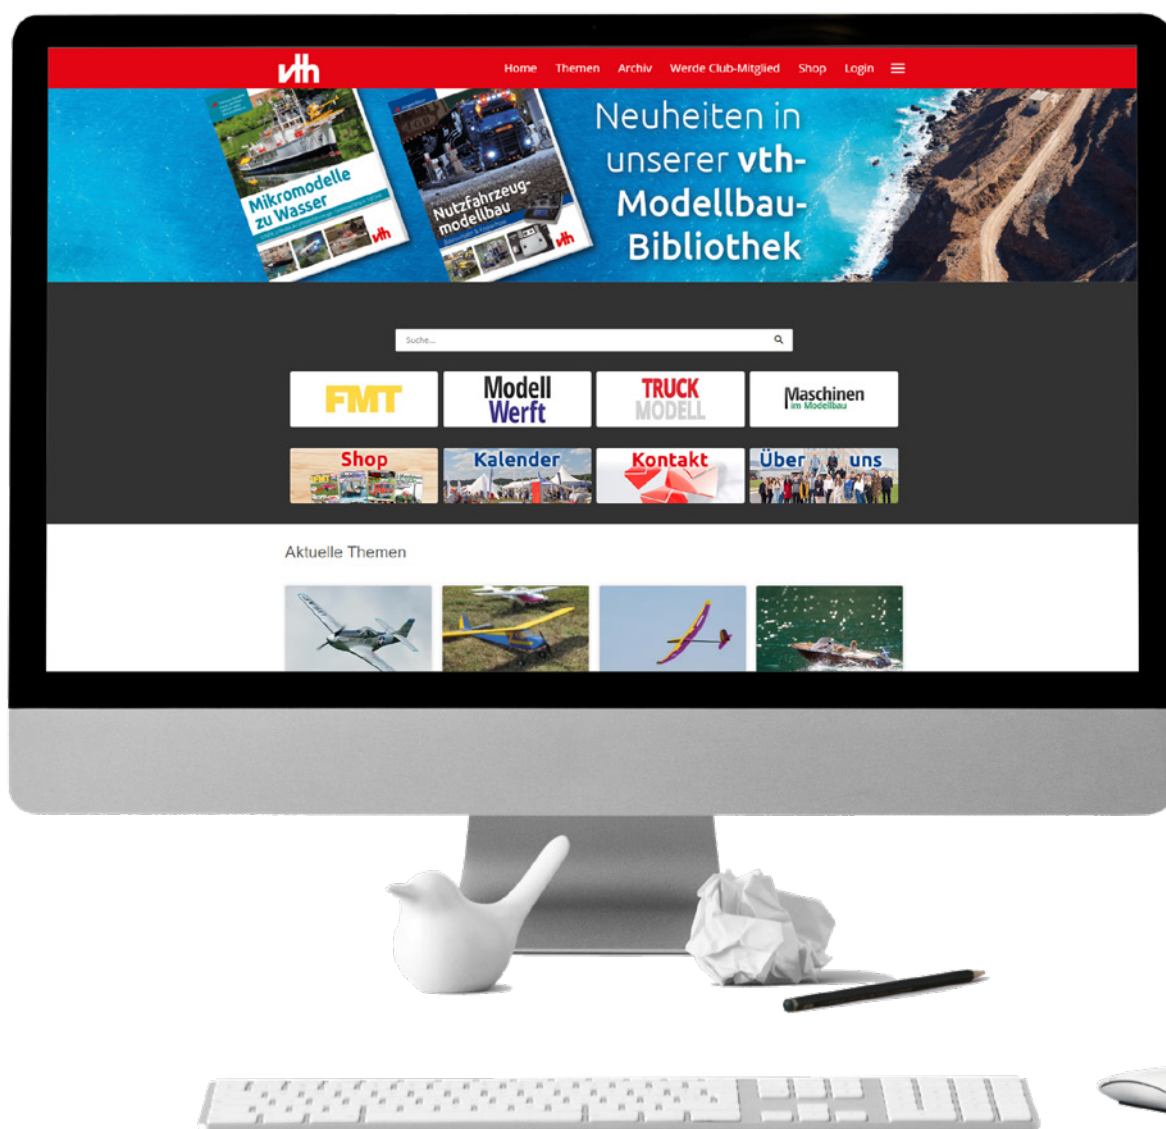 vth
Home Themen Archiv Werde Club-Mitglied Shop Login
Neuheiten in
unserer vth-
Modellbau-
Bibliothek
Mikromodelle
zu Wasser
vth
Nutzfahrzeug-
modellbau
vth
Suche...
FMT
Modell
Werft
TRUCK
MODELL
Maschinen
im Modellbau
Shop
Kalender
Kontakt
Über uns
Aktuelle Themen